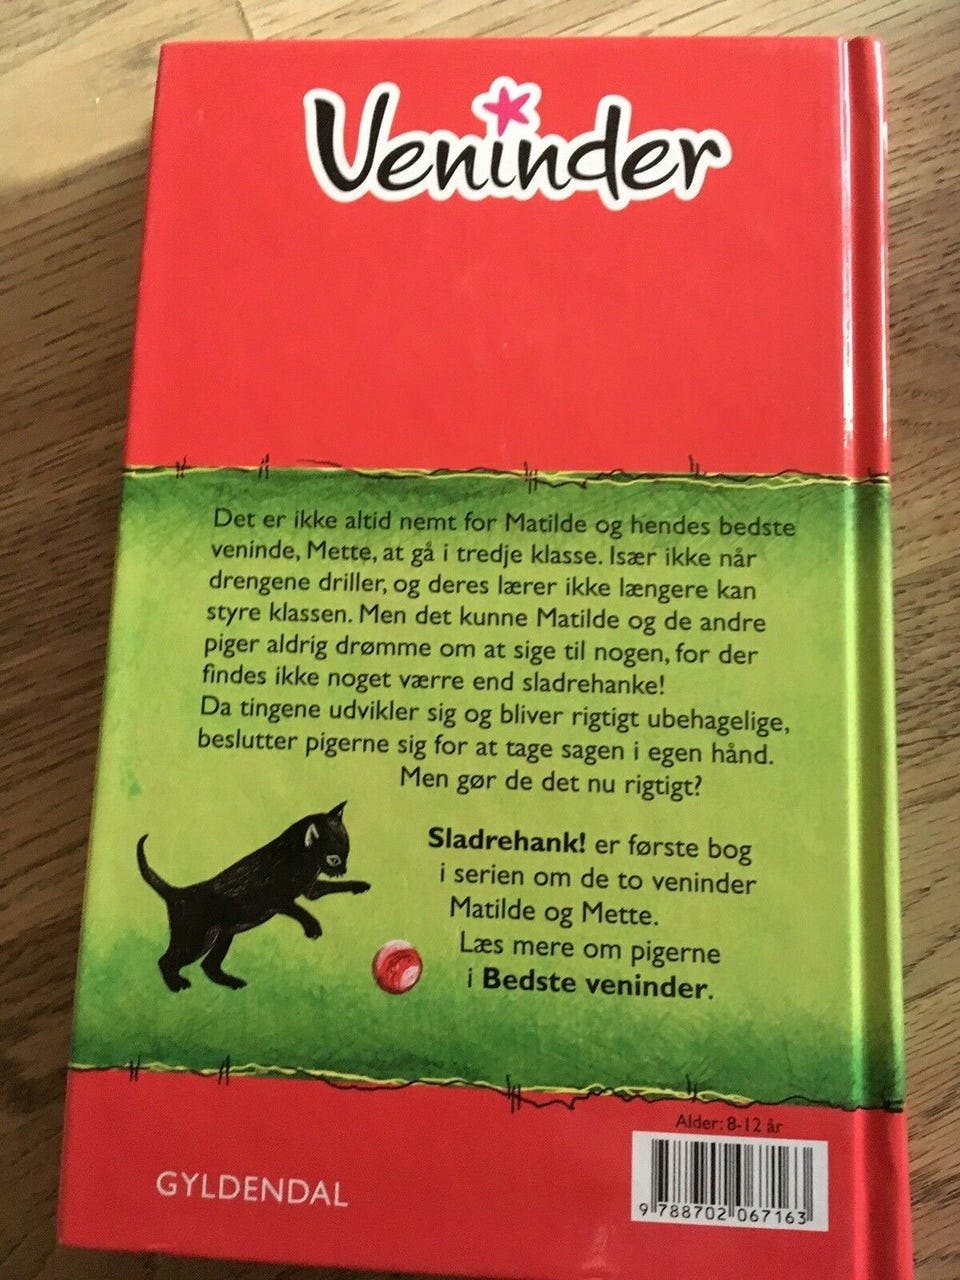 Veninder
Det er ikke altid nemt for Matilde og hendes bedste
veninde, Mette, at gå i tredje klasse. Især ikke når
drengene driller, og deres lærer ikke længere kan
styre klassen. Men det kunne Matilde og de andre
piger aldrig drømme om at sige til nogen, for der
findes ikke noget værre end sladrehanke!
Da tingene udvikler sig og bliver rigtigt ubehagelige,
beslutter pigerne sig for at tage sagen i egen hånd.
Men gør de det nu rigtigt?
Sladrehank! er første bog
i serien om de to veninder
Matilde og Mette.
Læs mere om pigerne
i Bedste veninder.
Alder: 8-12 år
GYLDENDAL
9 788702 067163